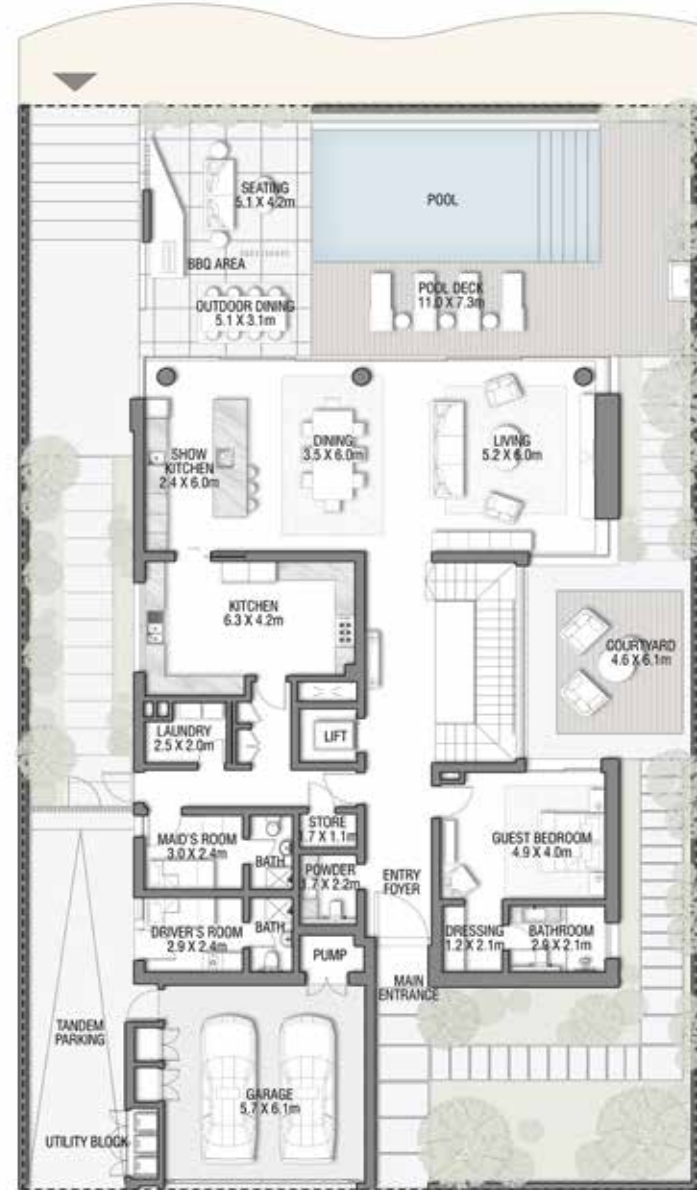 SEATING
5.1 X 4.2m
POOL
BBQ AREA
POOL DECK
11.0 X 7.3m
OUTDOOR DINING
5.1 X 3.1m
SHOW
KITCHEN
2.4 X 6.0m
DINING
3.5 X 6.0m
LIVING
5.2 X 6.0m
KITCHEN
6.3 X 4.2m
COURTYARD
4.6 X 6.1m
LAUNDRY
2.5 X 2.0m
LIFT
STORE
1.7 X 1.1m
MAID'S ROOM
3.0 X 2.4m
BATH
GUEST BEDROOM
4.9 X 4.0m
POWDER
1.7 X 2.2m
ENTRY
FOYER
DRIVER'S ROOM
2.9 X 2.4m
BATH
DRESSING
1.2 X 2.1m
BATHROOM
2.9 X 2.1m
PUMP
MAIN
ENTRANCE
TANDEM
PARKING
GARAGE
5.7 X 6.1m
UTILITY BLOCK